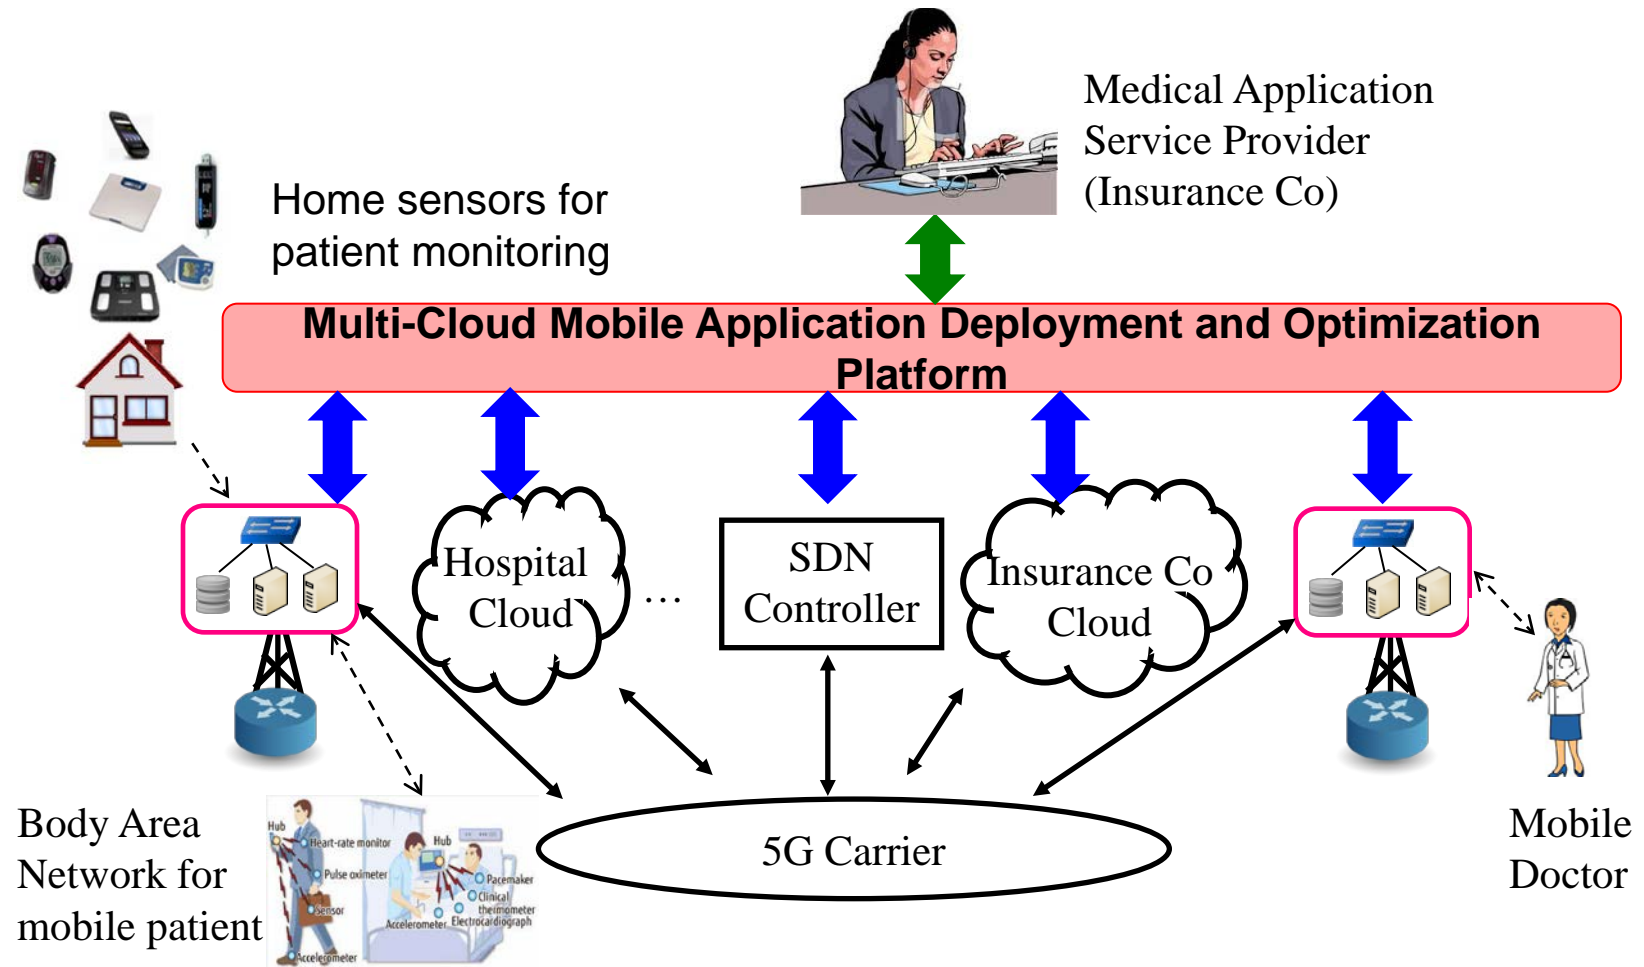 Medical Application
Service Provider
(Insurance Co)
Home sensors for
patient monitoring
Multi-Cloud Mobile Application Deployment and Optimization
Platform
Hospital
Cloud
...
SDN
Controller
Insurance Co
Cloud
5G Carrier
Body Area
Network for
mobile patient
Hub
Heart-rate monitor
Pulse oximeter
Sensor
Accelerometer
Hub
Pacemaker
Clinical
thermometer
Electrocardiograph
Accelerometer
Mobile
Doctor